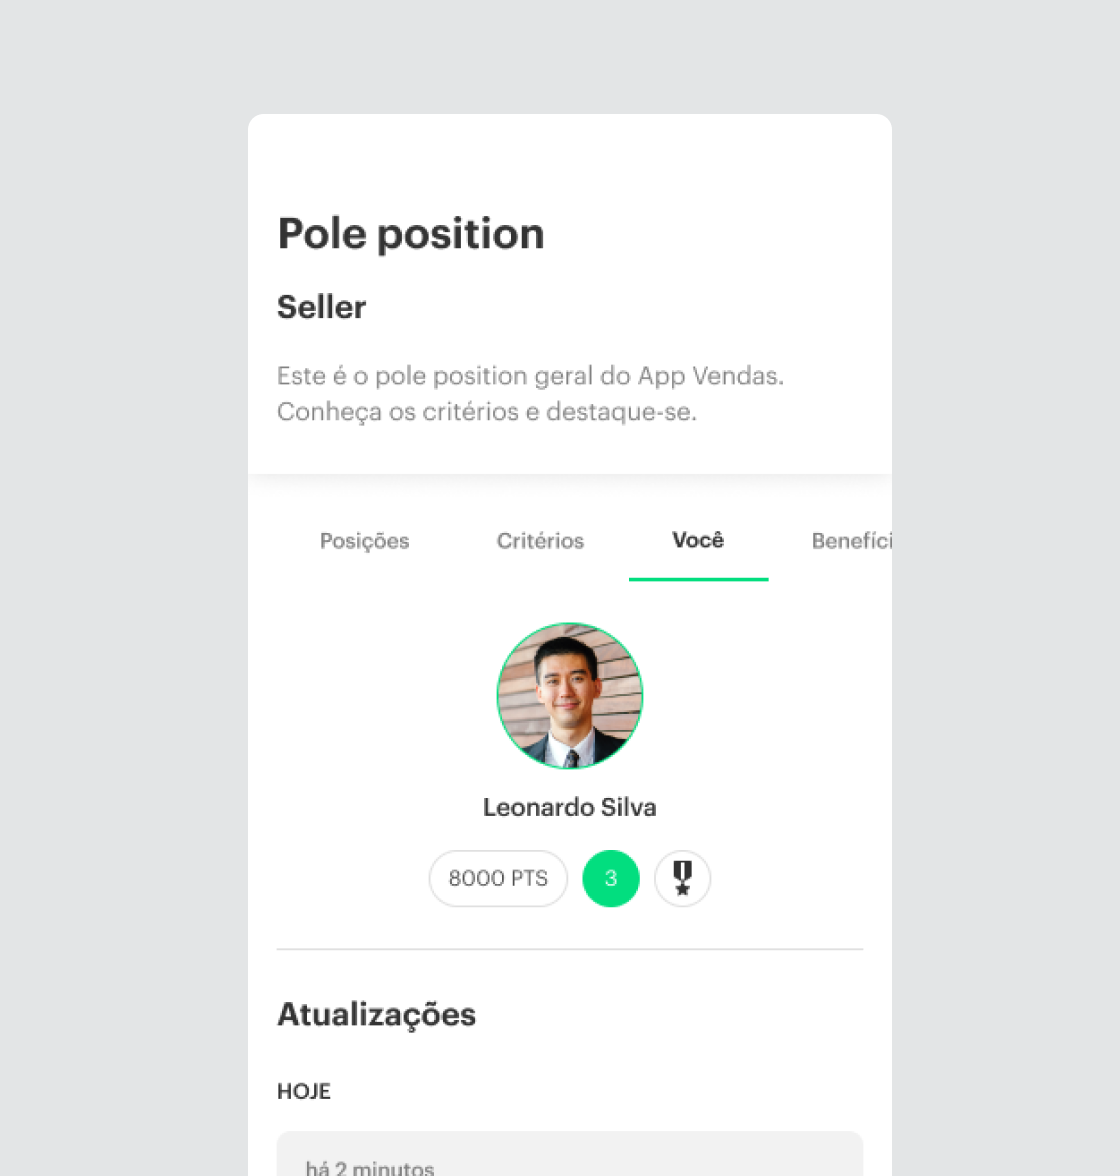 Pole position
Seller
Este é o pole position geral do App Vendas.
Conheça os critérios e destaque-se.
Posições Critérios Você Benefíci
Leonardo Silva
8000 PTS 3
Atualizações
HOJE
há 2 minutos